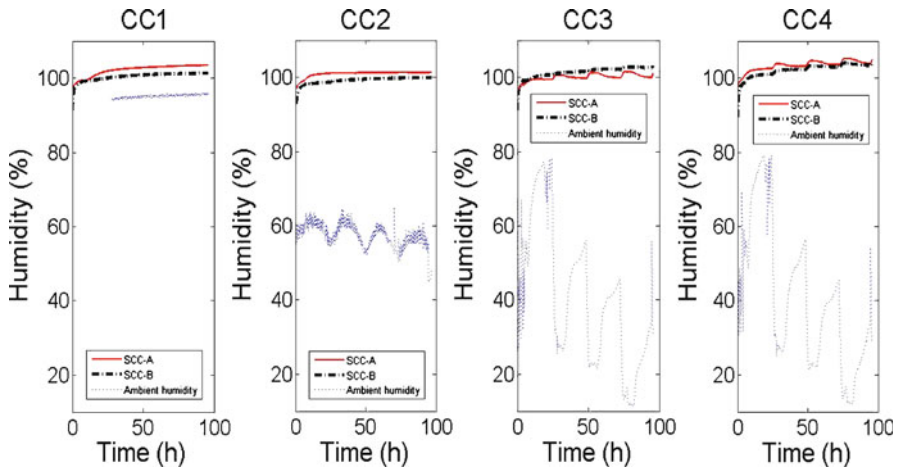 CC1
CC2
CC3
CC4
Humidity (%)
100
80
60
40
20
SCC-A
SCC-B
Ambient humidity
0
50
100
Time (h)
Humidity (%)
100
80
60
40
20
SCC-A
SCC-B
Ambient humidity
0
50
100
Time (h)
Humidity (%)
100
80
60
40
20
SCC-A
SCC-B
Ambient humidity
0
50
100
Time (h)
Humidity (%)
100
80
60
40
20
SCC-A
SCC-B
Ambient humidity
0
50
100
Time (h)